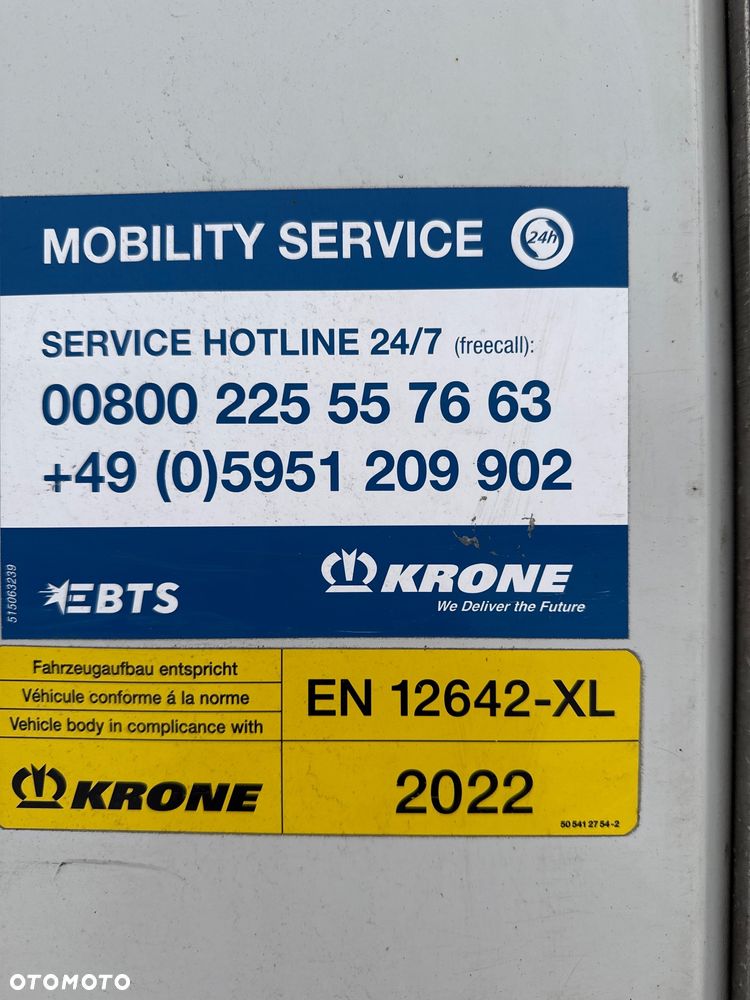 MOBILITY SERVICE 24h
SERVICE HOTLINE 24/7 (freecall):
00800 225 55 76 63
+49 (0)5951 209 902
515063239
EBTS
KRONE
We Deliver the Future
Fahrzeugaufbau entspricht
Véhicule conforme á la norme
Vehicle body in complicance with
EN 12642-XL
KRONE
2022
50 541 27 54-2
OTOMOTO